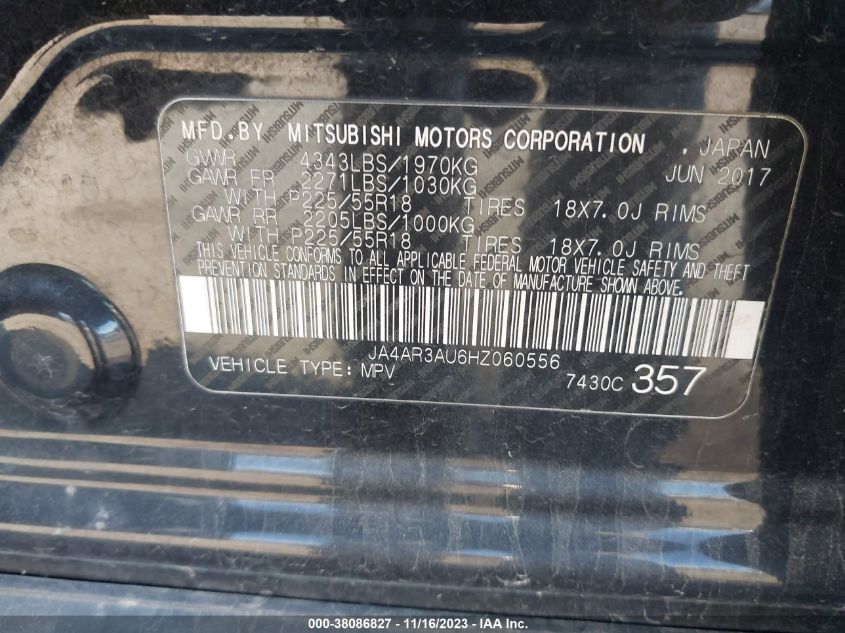 MFD. BY MITSUBISHI MOTORS CORPORATION . JAPAN
GVWR 4343LBS/1970KG JUN 2017
GAWR FR 2271LBS/1030KG
WITH P225/55R18 TIRES 18X7.0J RIMS
GAWR RR 2205LBS/1000KG
WITH P225/55R18 TIRES 18X7.0J RIMS
THIS VEHICLE CONFORMS TO ALL APPLICABLE FEDERAL MOTOR VEHICLE SAFETY AND THEFT
PREVENTION STANDARDS IN EFFECT ON THE DATE OF MANUFACTURE SHOWN ABOVE.
JA4AR3AU6HZ060556
VEHICLE TYPE: MPV 7430C 357
000-38086827 - 11/16/2023 - IAAI.COM